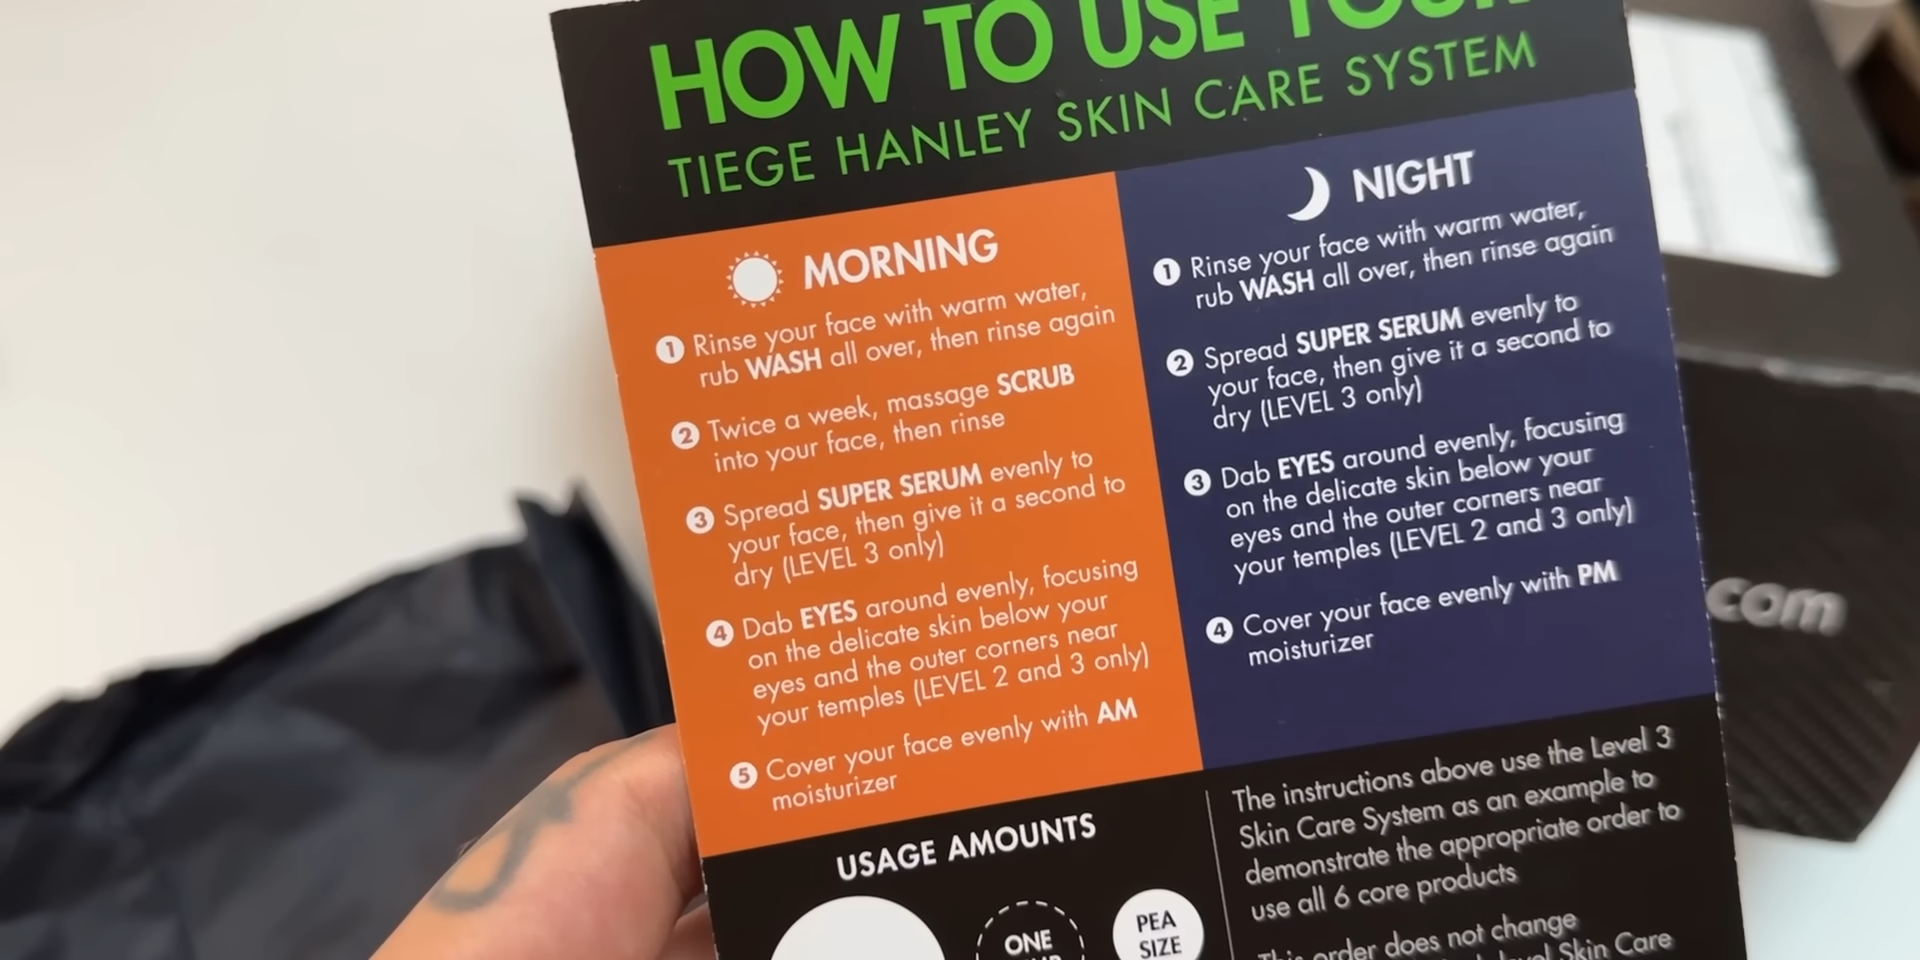 HOW TO USE YOUR
TIEGE HANLEY SKIN CARE SYSTEM
MORNING
1 Rinse your face with warm water,
rub WASH all over, then rinse again
2 Twice a week, massage SCRUB
into your face, then rinse
3 Spread SUPER SERUM evenly to
your face, then give it a second to
dry (LEVEL 3 only)
4 Dab EYES around evenly, focusing
on the delicate skin below your
eyes and the outer corners near
your temples (LEVEL 2 and 3 only)
5 Cover your face evenly with AM
moisturizer
NIGHT
1 Rinse your face with warm water,
rub WASH all over, then rinse again
2 Spread SUPER SERUM evenly to
your face, then give it a second to
dry (LEVEL 3 only)
3 Dab EYES around evenly, focusing
on the delicate skin below your
eyes and the outer corners near
your temples (LEVEL 2 and 3 only)
4 Cover your face evenly with PM
moisturizer
USAGE AMOUNTS
ONE
PEA
SIZE
The instructions above use the Level 3
Skin Care System as an example to
demonstrate the appropriate order to
use all 6 core products
This order does not change
level Skin Care
.com